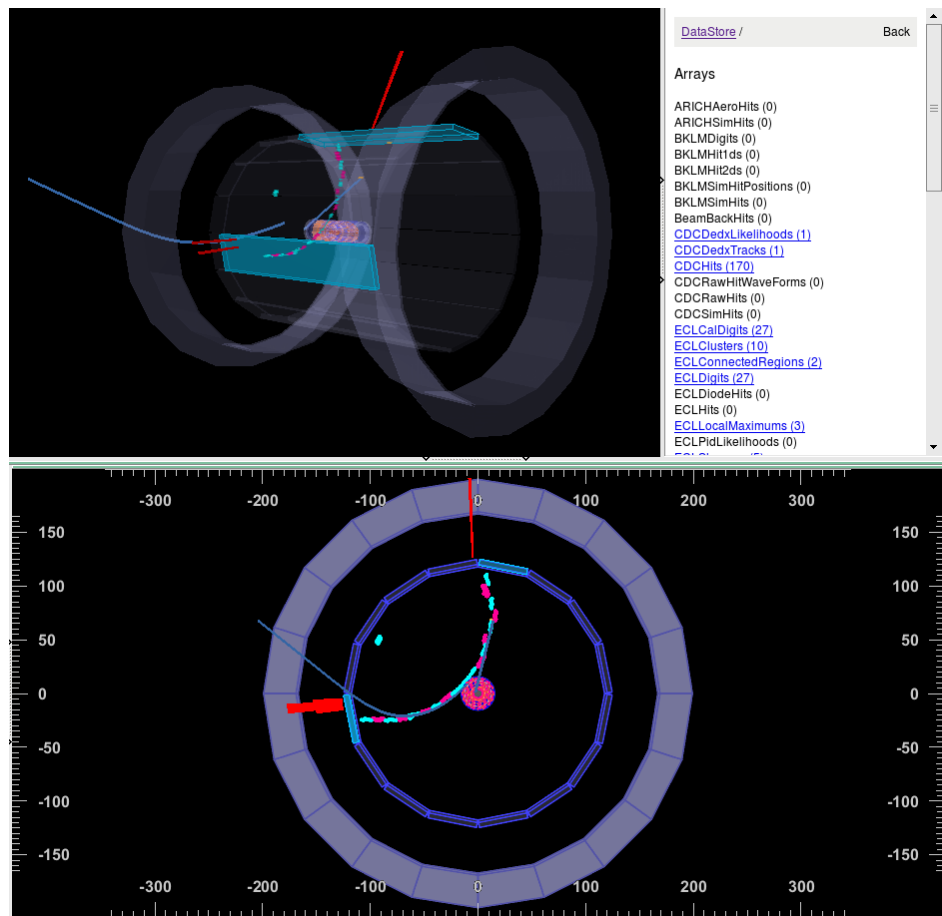 DataStore / Back
Arrays
ARICHAeroHits (0)
ARICHSimHits (0)
BKLMDigits (0)
BKLMHit1ds (0)
BKLMHit2ds (0)
BKLMSimHitPositions (0)
BKLMSimHits (0)
BeamBackHits (0)
CDCDedxLikelihoods (1)
CDCDedxTracks (1)
CDCHits (170)
CDCRawHitWaveForms (0)
CDCRawHits (0)
CDCSimHits (0)
ECLCalDigits (27)
ECLClusters (10)
ECLConnectedRegions (2)
ECLDigits (27)
ECLDiodeHits (0)
ECLHits (0)
ECLLocalMaximums (3)
ECLPidLikelihoods (0)
-300 -200 -100 0 100 200 300
150 150
100 100
50 50
0 0
-50 -50
-100 -100
-150 -150
-300 -200 -100 0 100 200 300